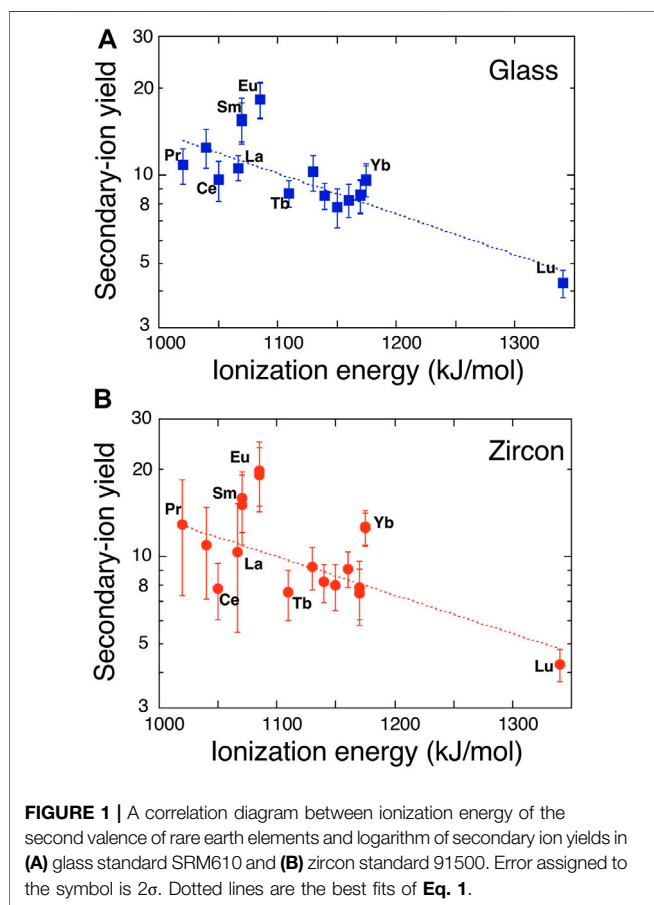 A
30
20
10
8
5
3
Secondary-ion yield
Glass
Eu
Sm
Pr
La
Ce
Tb
Yb
Lu
1000 1100 1200 1300
Ionization energy (kJ/mol)
B
30
20
10
8
5
3
Secondary-ion yield
Zircon
Eu
Sm
Pr
Yb
La
Ce
Tb
Lu
1000 1100 1200 1300
Ionization energy (kJ/mol)
FIGURE 1 | A correlation diagram between ionization energy of the
second valence of rare earth elements and logarithm of secondary ion yields in
(A) glass standard SRM610 and (B) zircon standard 91500. Error assigned to
the symbol is 2σ. Dotted lines are the best fits of Eq. 1.